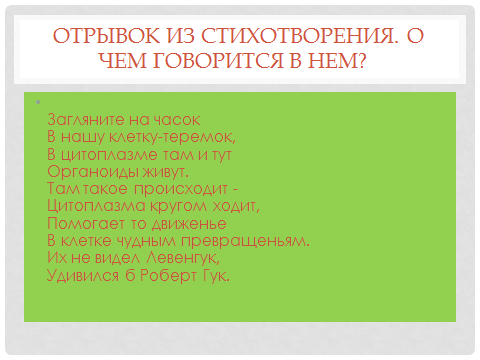 ОТРЫВОК ИЗ СТИХОТВОРЕНИЯ. О
ЧЕМ ГОВОРИТСЯ В НЕМ?
Загляните на часок
В нашу клетку-теремок,
В цитоплазме там и тут
Органоиды живут.
Там такое происходит -
Цитоплазма кругом ходит,
Помогает то движенье
В клетке чудным превращеньям.
Их не видел Левенгук,
Удивился б Роберт Гук.